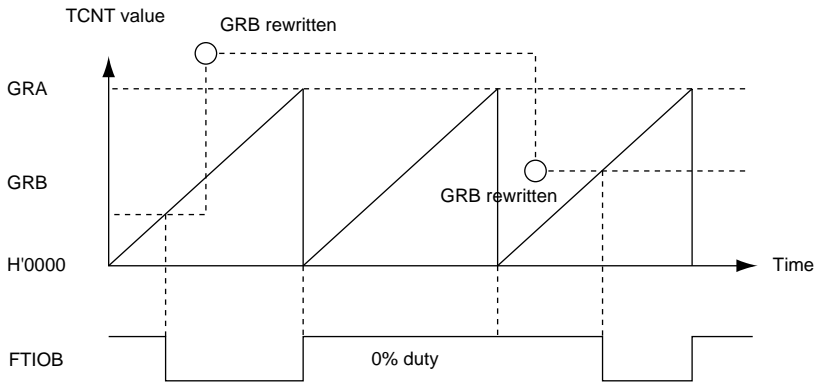 TCNT value
GRB rewritten
GRA
GRB
GRB rewritten
H'0000
Time
FTIOB
0% duty